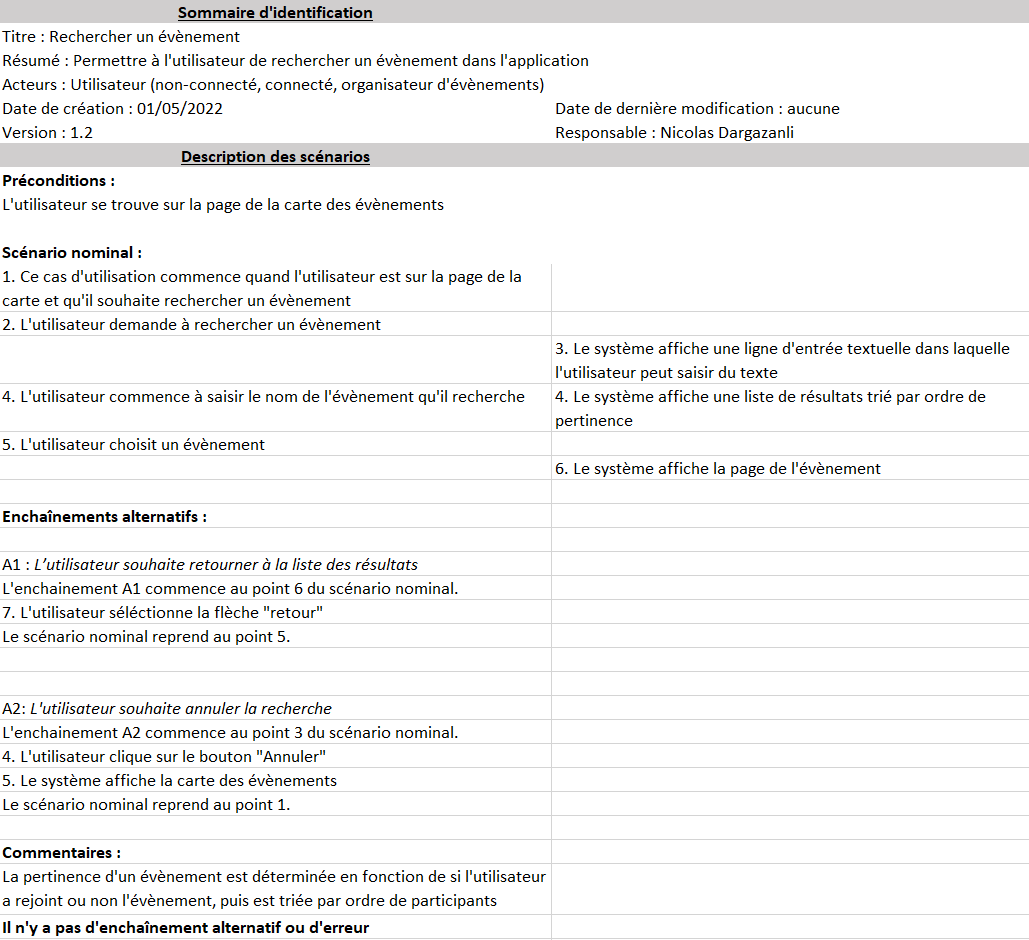 Sommaire d'identification
Titre : Rechercher un évènement
Résumé : Permettre à l'utilisateur de rechercher un évènement dans l'application
Acteurs : Utilisateur (non-connecté, connecté, organisateur d'évènements)
Date de création : 01/05/2022
Date de dernière modification : aucune
Version : 1.2
Responsable : Nicolas Dargazanli
Description des scénarios
Préconditions :
L'utilisateur se trouve sur la page de la carte des évènements
Scénario nominal :
1. Ce cas d'utilisation commence quand l'utilisateur est sur la page de la
carte et qu'il souhaite rechercher un évènement
2. L'utilisateur demande à rechercher un évènement
3. Le système affiche une ligne d'entrée textuelle dans laquelle
l'utilisateur peut saisir du texte
4. L'utilisateur commence à saisir le nom de l'évènement qu'il recherche
4. Le système affiche une liste de résultats trié par ordre de
pertinence
5. L'utilisateur choisit un évènement
6. Le système affiche la page de l'évènement
Enchaînements alternatifs :
A1 : L’utilisateur souhaite retourner à la liste des résultats
L'enchainement A1 commence au point 6 du scénario nominal.
7. L'utilisateur séléctionne la flèche "retour"
Le scénario nominal reprend au point 5.
A2: L'utilisateur souhaite annuler la recherche
L'enchainement A2 commence au point 3 du scénario nominal.
4. L'utilisateur clique sur le bouton "Annuler"
5. Le système affiche la carte des évènements
Le scénario nominal reprend au point 1.
Commentaires :
La pertinence d'un évènement est déterminée en fonction de si l'utilisateur
a rejoint ou non l'évènement, puis est triée par ordre de participants
Il n'y a pas d'enchaînement alternatif ou d'erreur